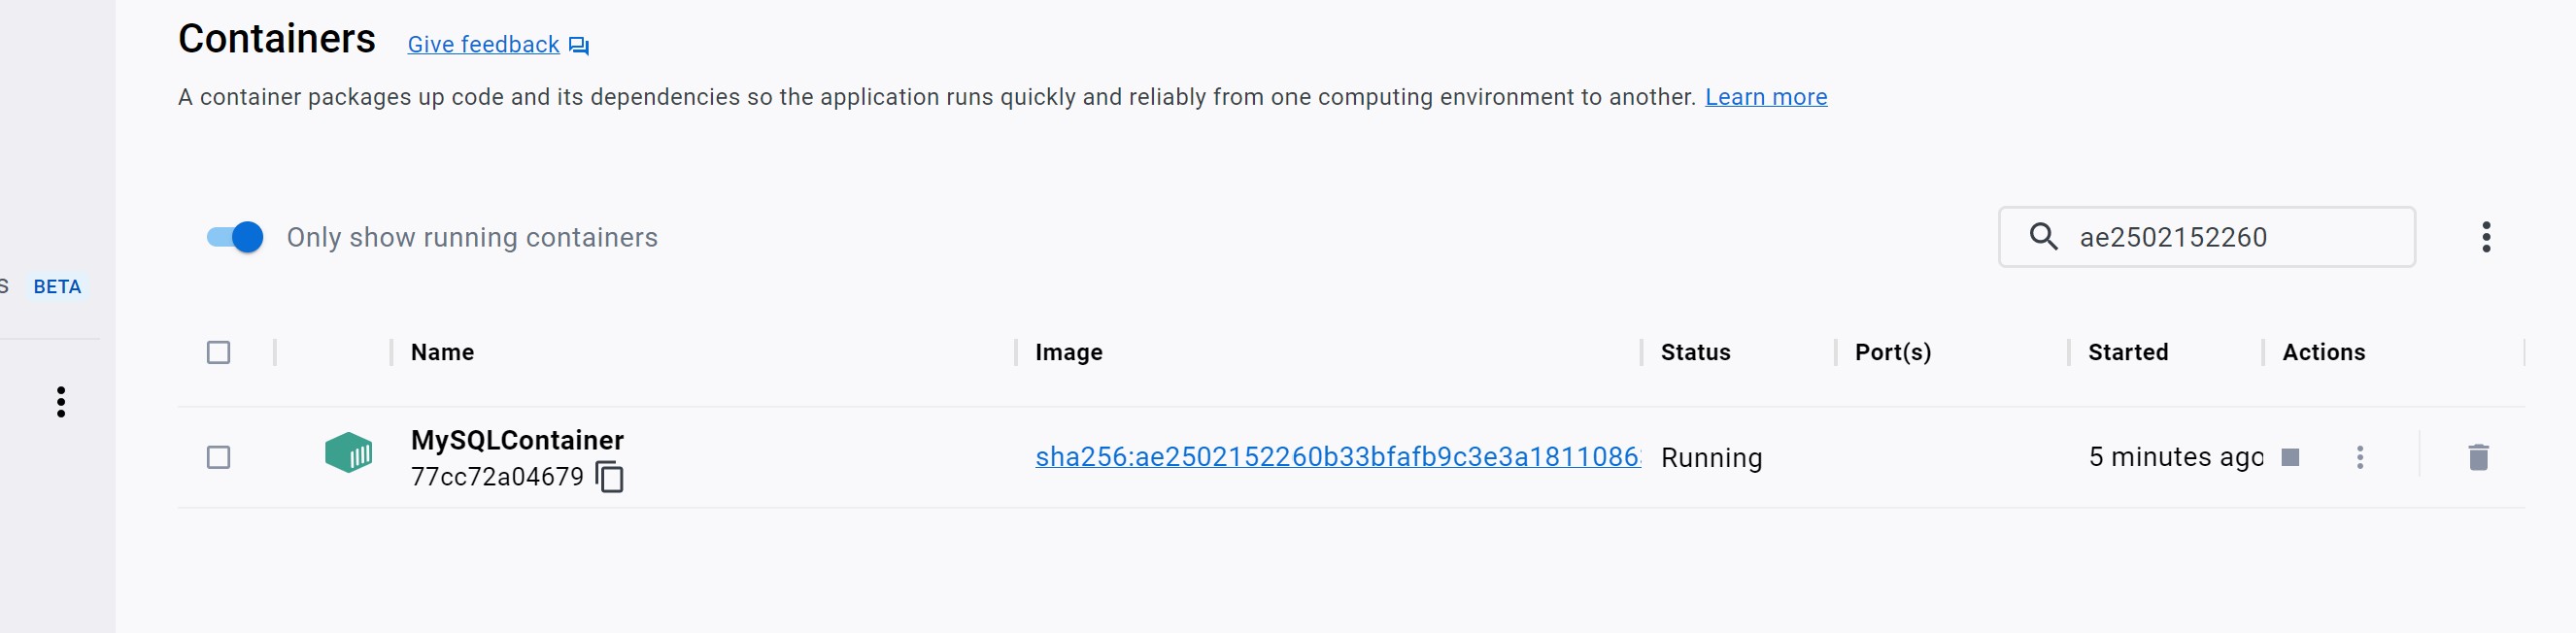 Containers Give feedback
A container packages up code and its dependencies so the application runs quickly and reliably from one computing environment to another. Learn more
Only show running containers
ae2502152260
S BETA
Name Image Status Port(s) Started Actions
MySQLContainer
sha256:ae2502152260b33bfafb9c3e3a1811086 Running 5 minutes ago
77cc72a04679